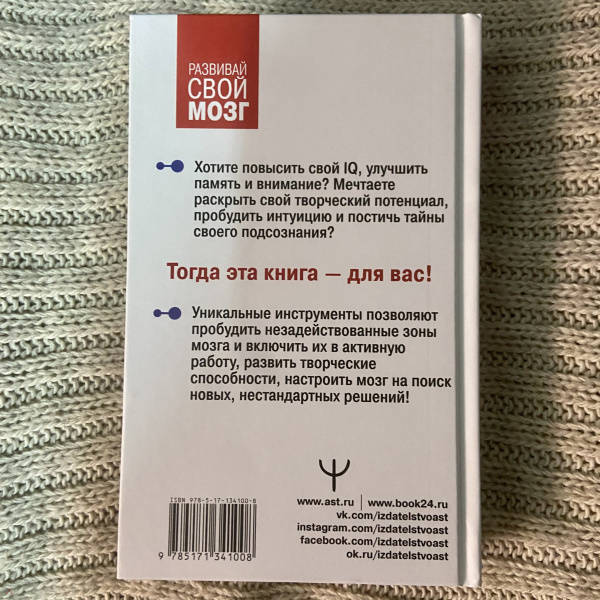 РАЗВИВАЙ
СВОЙ
МОЗГ
Хотите повысить свой IQ, улучшить
память и внимание? Мечтаете
раскрыть свой творческий потенциал,
пробудить интуицию и постичь тайны
своего подсознания?
Тогда эта книга — для вас!
Уникальные инструменты позволяют
пробудить незадействованные зоны
мозга и включить их в активную
работу, развить творческие
способности, настроить мозг на поиск
новых, нестандартных решений!
ISBN 978-5-17-134100-8
9 785171 341008
www.ast.ru | www.book24.ru
vk.com/izdatelstvoast
instagram.com/izdatelstvoast
facebook.com/izdatelstvoast
ok.ru/izdatelstvoast